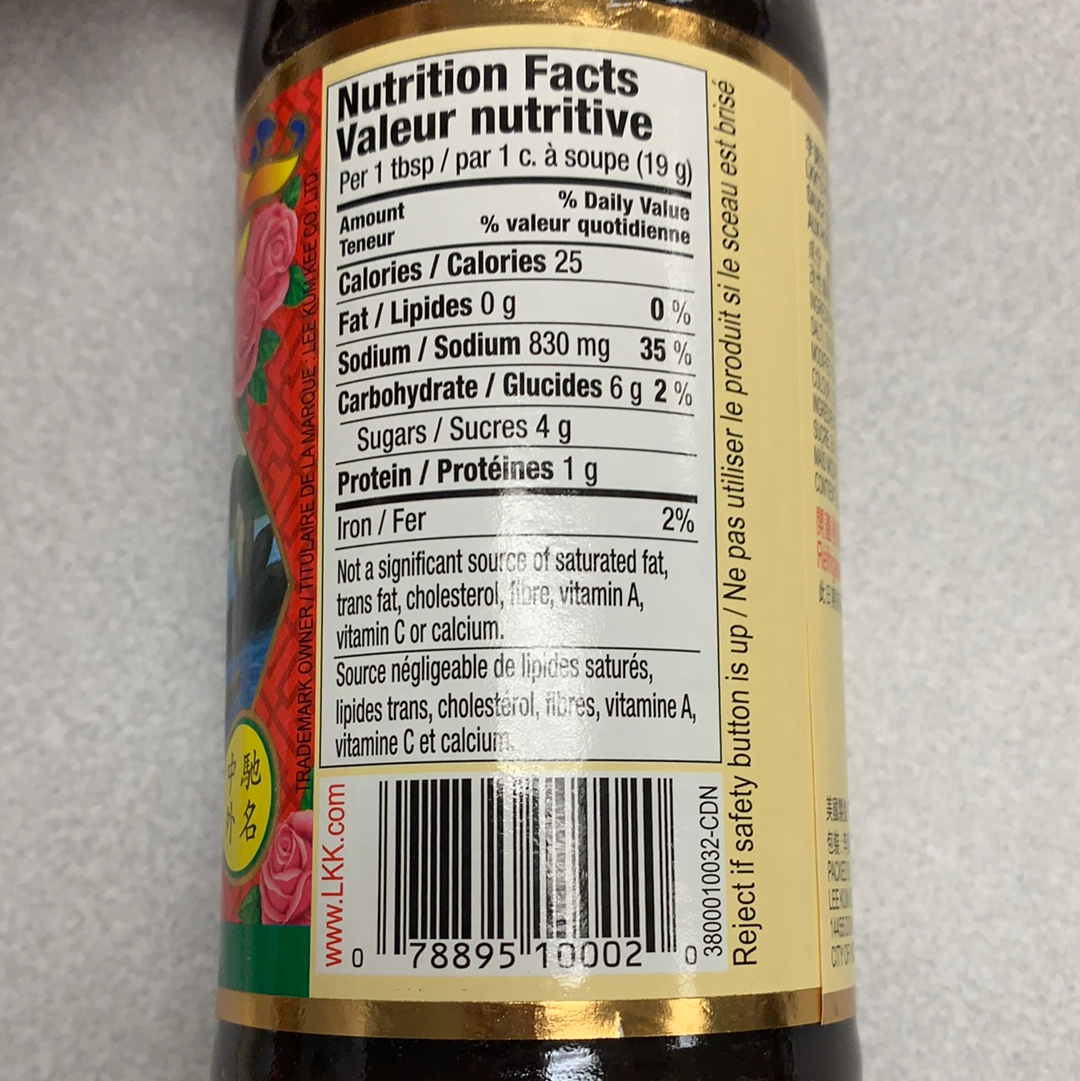 Nutrition Facts
Valeur nutritive
Per 1 tbsp / par 1 c. à soupe (19 g)
Amount % Daily Value
Teneur % valeur quotidienne
Calories / Calories 25
Fat / Lipides 0 g 0 %
Sodium / Sodium 830 mg 35 %
Carbohydrate / Glucides 6 g 2 %
Sugars / Sucres 4 g
Protein / Protéines 1 g
Iron / Fer 2%
Not a significant source of saturated fat,
trans fat, cholesterol, fibre, vitamin A,
vitamin C or calcium.
Source négligeable de lipides saturés,
lipides trans, cholestérol, fibres, vitamine A,
vitamine C et calcium.
TRADEMARK OWNER / TITULAIRE DE LA MARQUE : LEE KUM KEE CO. LTD.
馳名
中外
www.LKK.com
0 78895 10002 0
3800010032-CDN
Reject if safety button is up / Ne pas utiliser le produit si le sceau est brisé